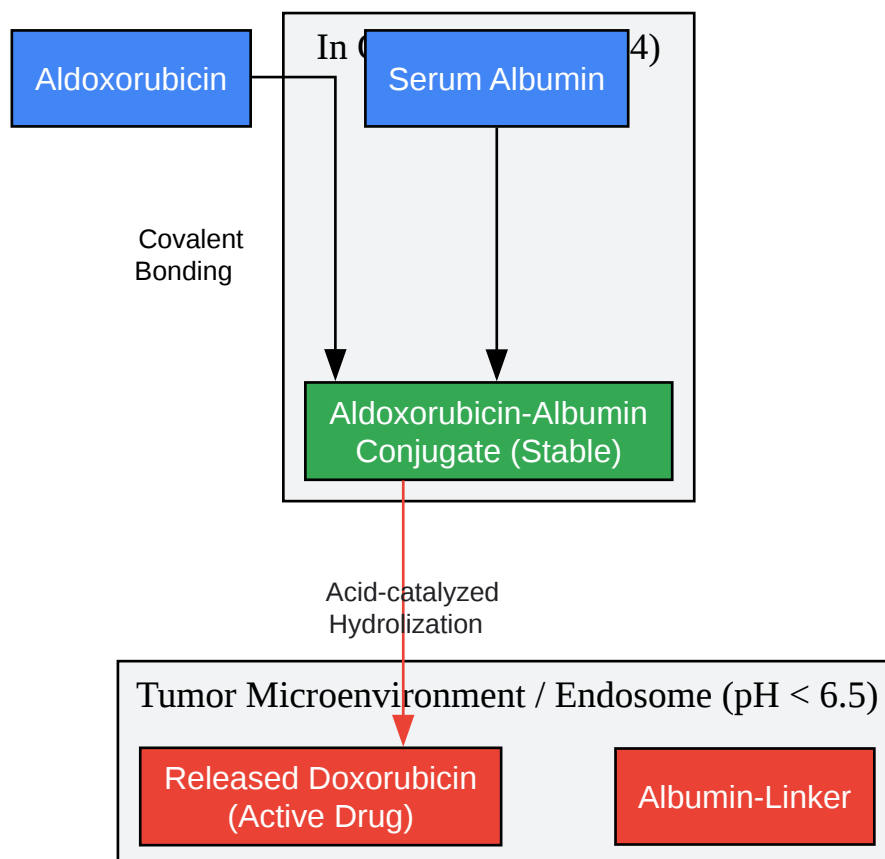 In 4)
Aldoxorubicin
Serum Albumin
Covalent
Bonding
Aldoxorubicin-Albumin
Conjugate (Stable)
Acid-catalyzed
Hydrolization
Tumor Microenvironment / Endosome (pH < 6.5)
Released Doxorubicin
(Active Drug)
Albumin-Linker